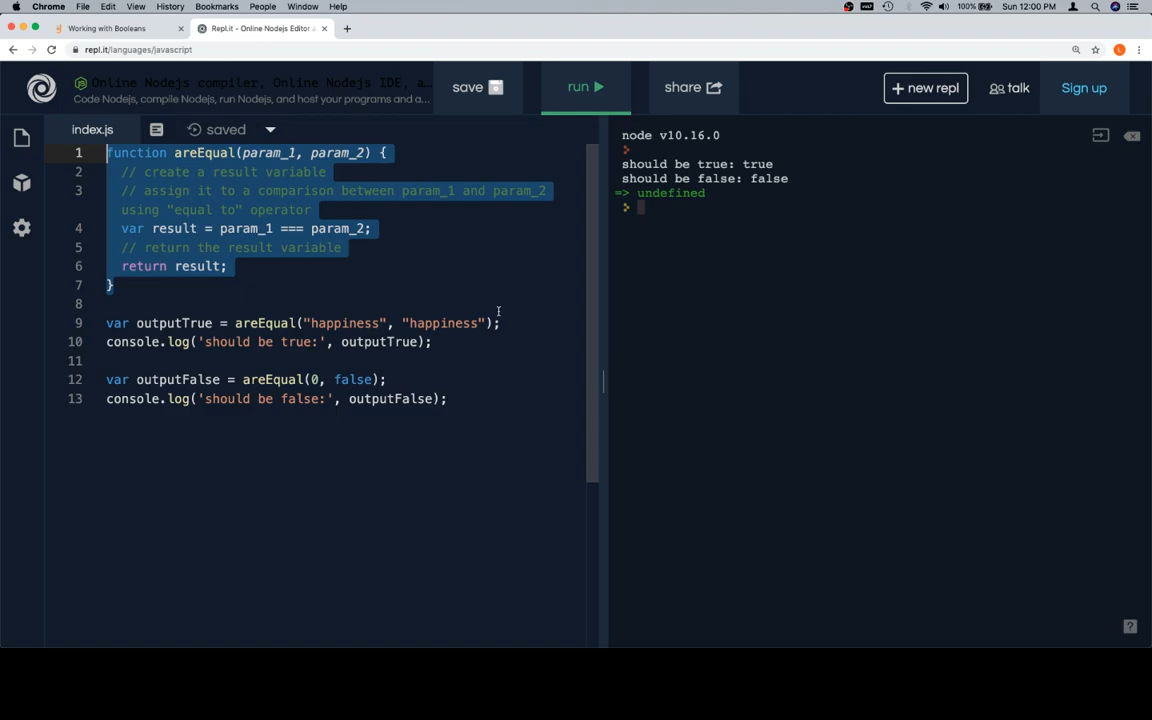 Chrome File Edit View History Bookmarks People Window Help 100% Sun 12:00 PM
Working with Booleans
Repl.it - Online Nodejs Editor
repl.it/languages/javascript
Online Nodejs compiler, Online Nodejs IDE, a...
Code Nodejs, compile Nodejs, run Nodejs, and host your programs and a...
save
run
share
+ new repl
talk
Sign up
index.js
saved
1 function areEqual(param_1, param_2) {
2 // create a result variable
3 // assign it to a comparison between param_1 and param_2
using "equal to" operator
4 var result = param_1 === param_2;
5 // return the result variable
6 return result;
7 }
8
9 var outputTrue = areEqual("happiness", "happiness");
10 console.log('should be true:', outputTrue);
11
12 var outputFalse = areEqual(0, false);
13 console.log('should be false:', outputFalse);
node v10.16.0
should be true: true
should be false: false
=> undefined
?